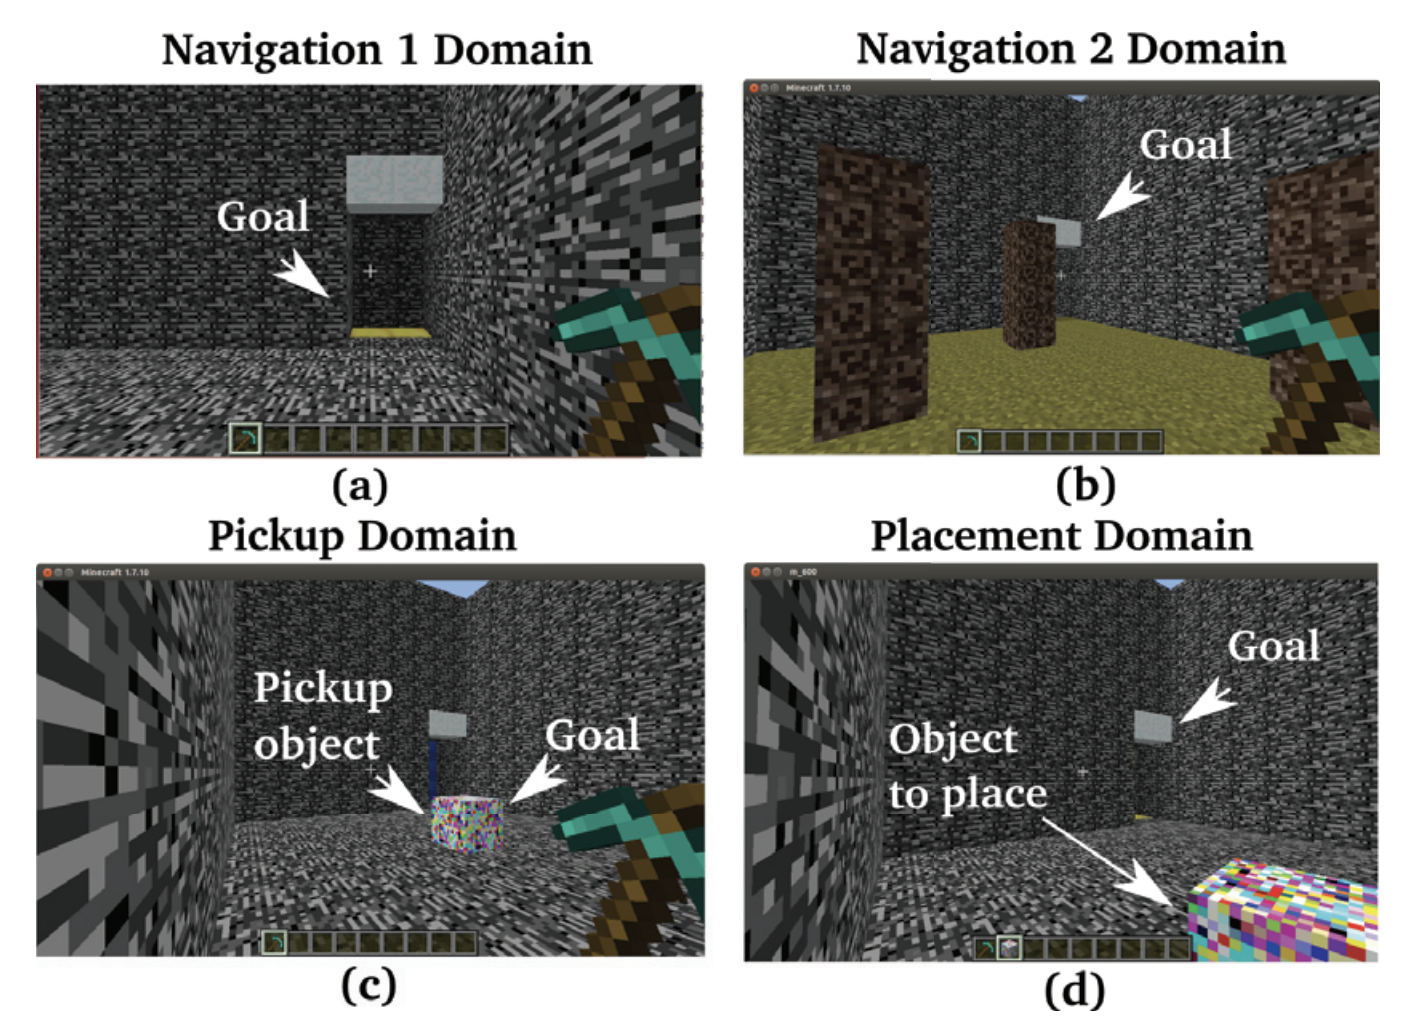 Navigation 1 Domain
Navigation 2 Domain
Minecraft 1.7.10
Goal
Goal
(a)
(b)
Pickup Domain
Placement Domain
Minecraft 1.7.10
m_600
Pickup
object
Goal
Goal
Object
to place
(c)
(d)